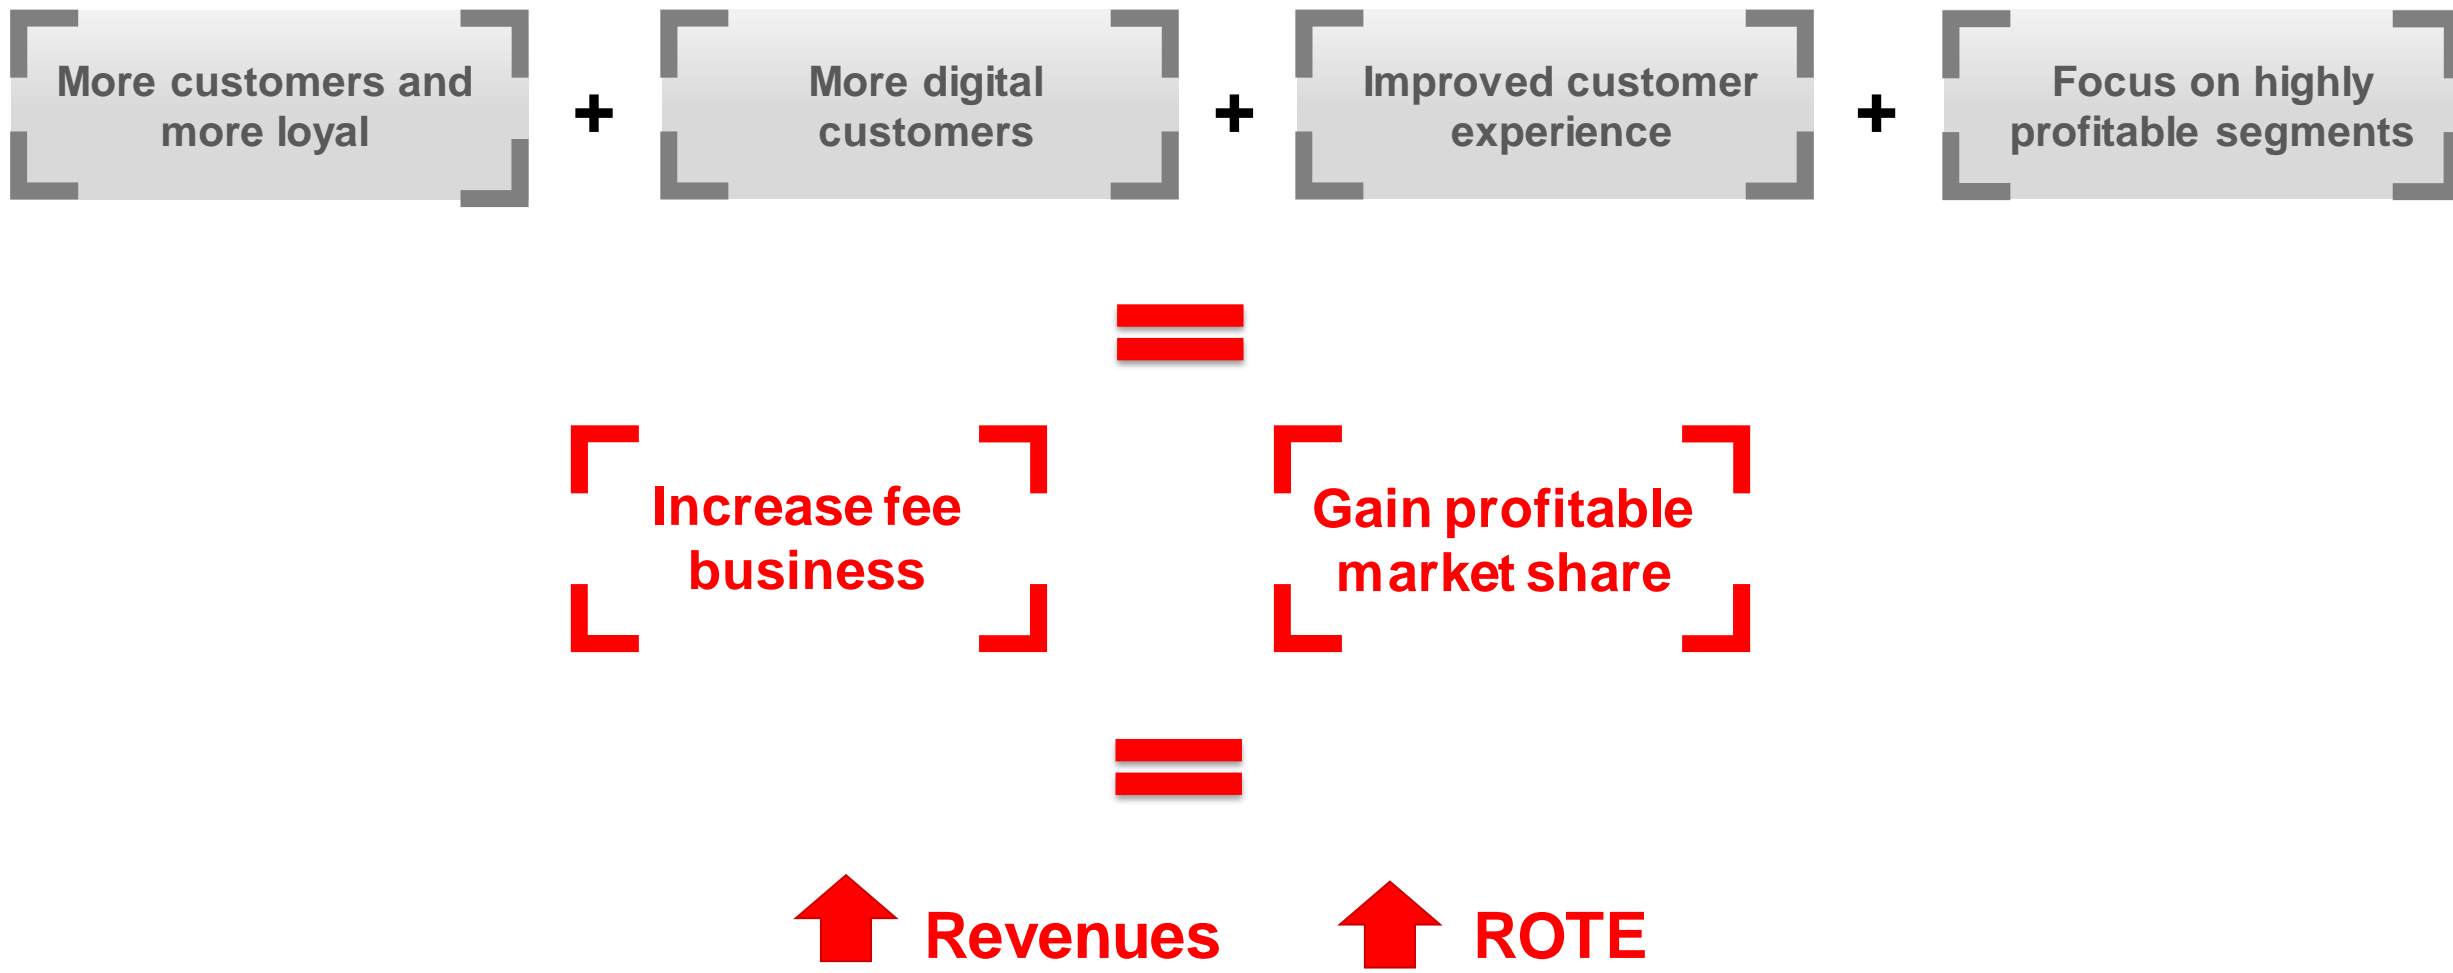 More customers and
more loyal
+
More digital
customers
+
Improved customer
experience
+
Focus on highly
profitable segments
=
Increase fee
business
Gain profitable
market share
=
Revenues
ROTE